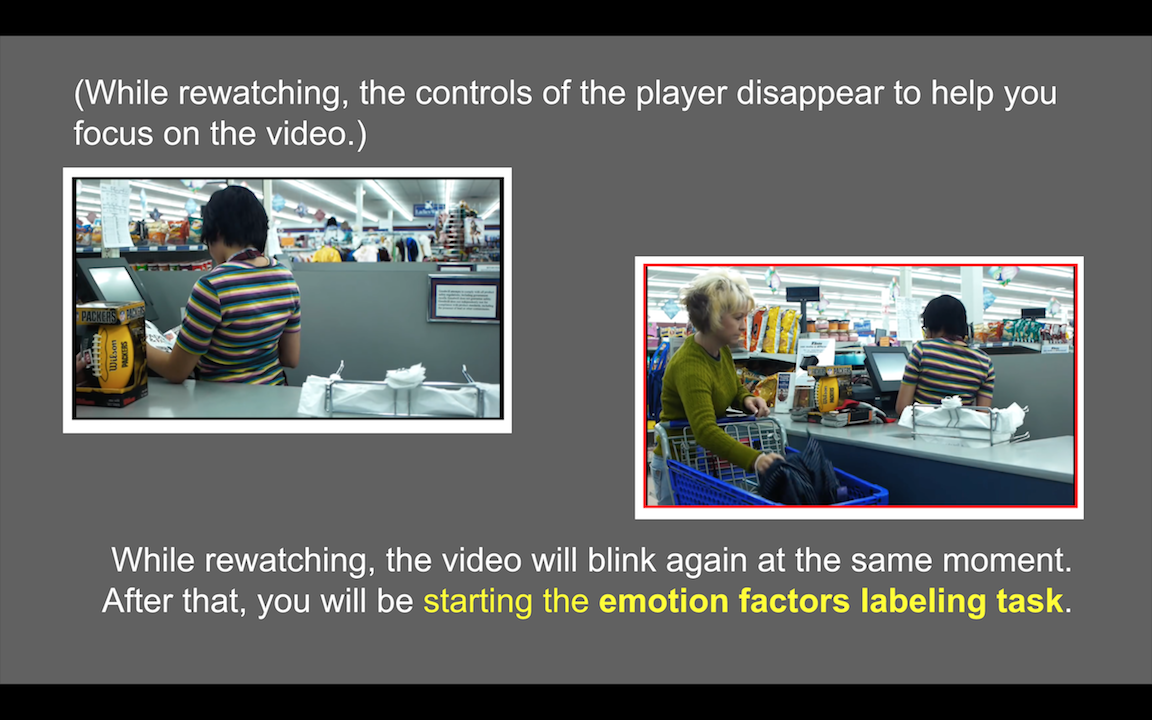 (While rewatching, the controls of the player disappear to help you
focus on the video.)
PACKERS
Wilson
PACKERS
While rewatching, the video will blink again at the same moment.
After that, you will be starting the emotion factors labeling task.